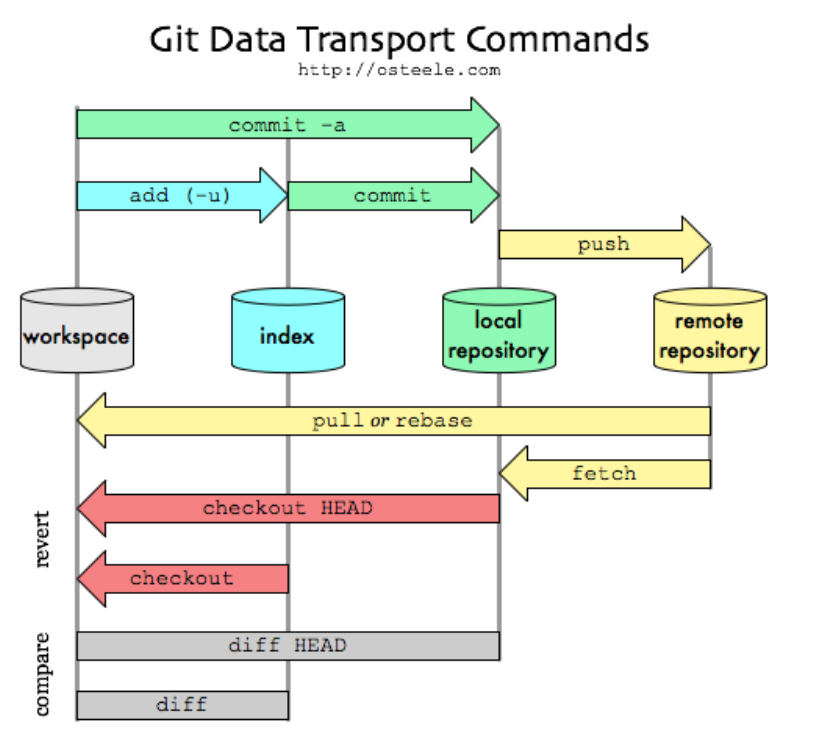 Git Data Transport Commands
http://osteele.com
commit -a
add (-u)
commit
push
workspace
index
local
repository
remote
repository
pull or rebase
fetch
revert
checkout HEAD
checkout
compare
diff HEAD
diff